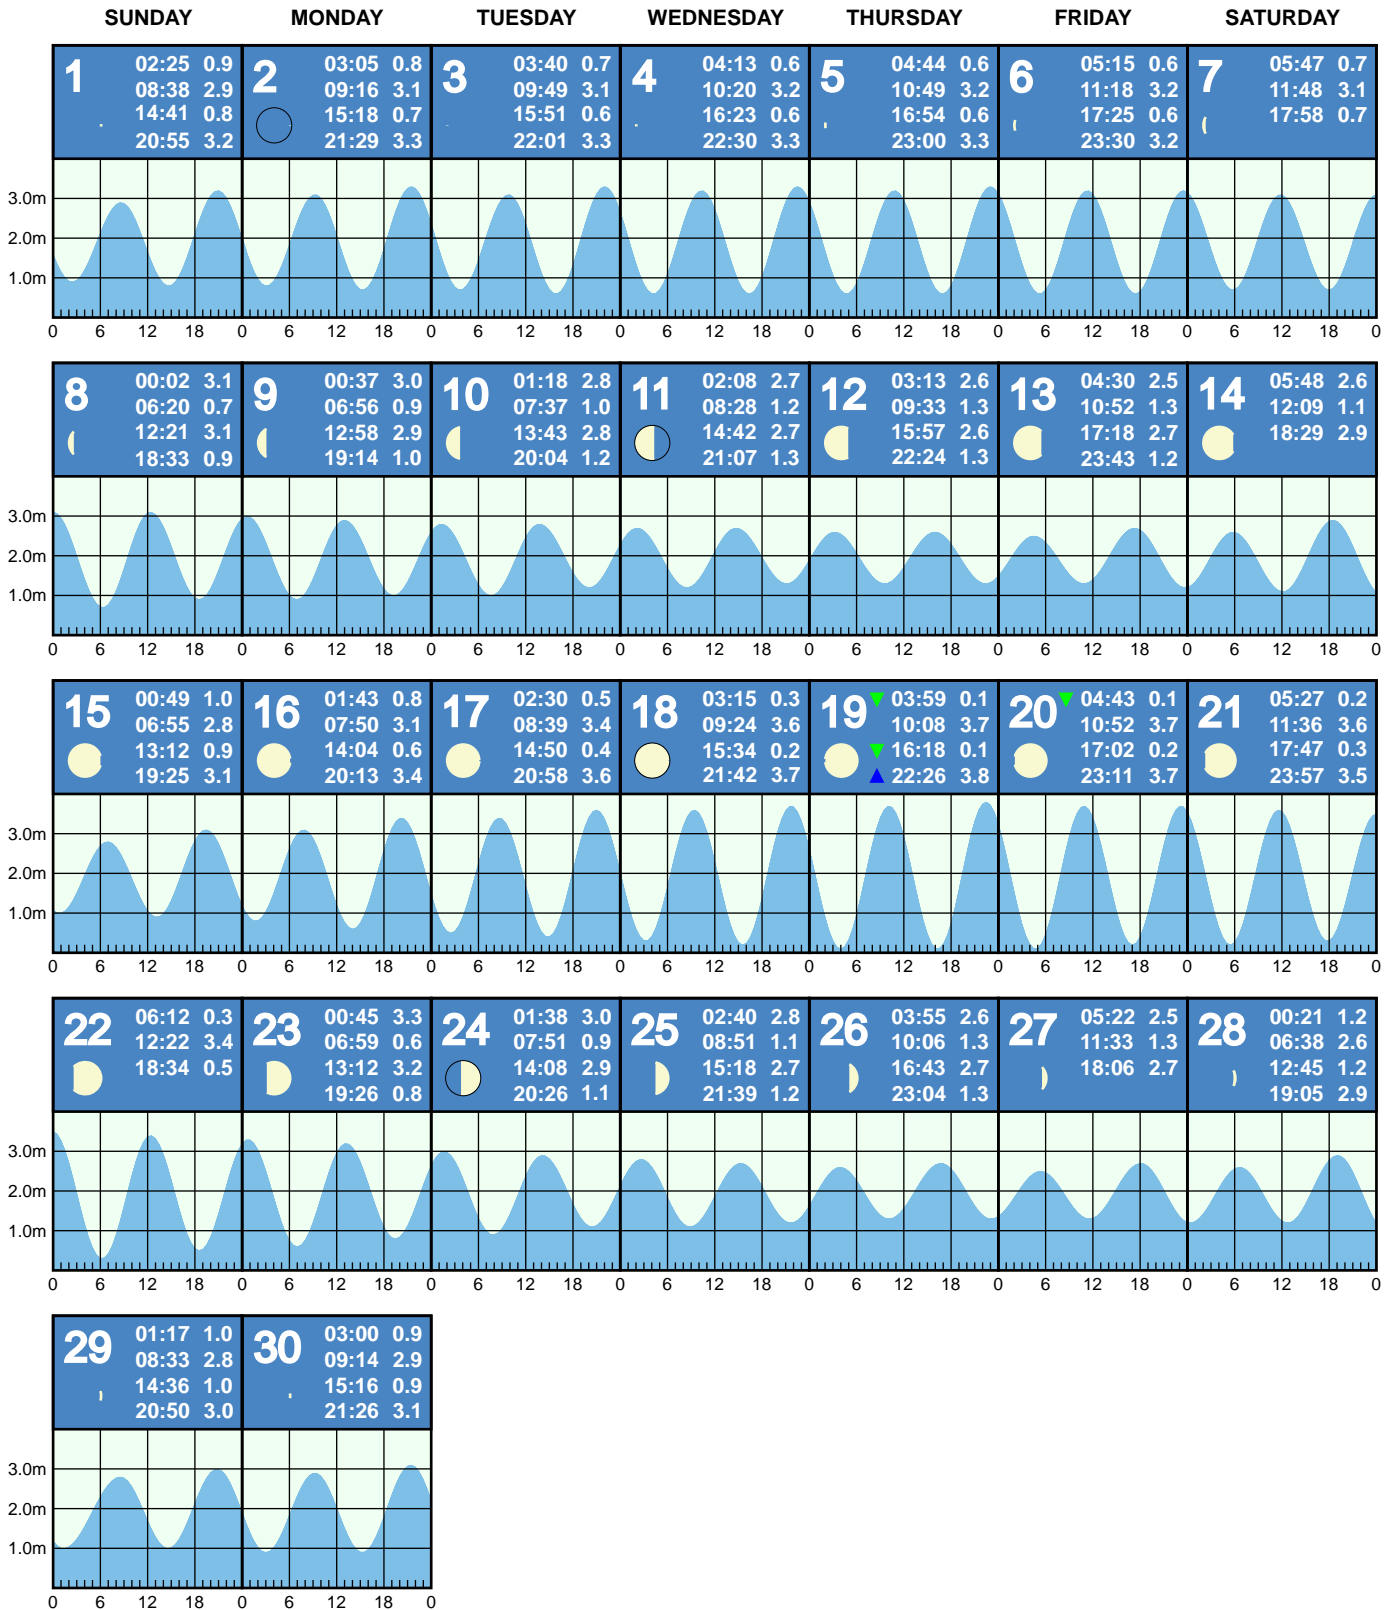 SUNDAY MONDAY TUESDAY WEDNESDAY THURSDAY FRIDAY SATURDAY
1 02:25 0.9
08:38 2.9
14:41 0.8
20:55 3.2
2 03:05 0.8
09:16 3.1
15:18 0.7
21:29 3.3
3 03:40 0.7
09:49 3.1
15:51 0.6
22:01 3.3
4 04:13 0.6
10:20 3.2
16:23 0.6
22:30 3.3
5 04:44 0.6
10:49 3.2
16:54 0.6
23:00 3.3
6 05:15 0.6
11:18 3.2
17:25 0.6
23:30 3.2
7 05:47 0.7
11:48 3.1
17:58 0.7
3.0m
2.0m
1.0m
0 6 12 18 0 6 12 18 0 6 12 18 0 6 12 18 0 6 12 18 0 6 12 18 0 6 12 18 0
8 00:02 3.1
06:20 0.7
12:21 3.1
18:33 0.9
9 00:37 3.0
06:56 0.9
12:58 2.9
19:14 1.0
10 01:18 2.8
07:37 1.0
13:43 2.8
20:04 1.2
11 02:08 2.7
08:28 1.2
14:42 2.7
21:07 1.3
12 03:13 2.6
09:33 1.3
15:57 2.6
22:24 1.3
13 04:30 2.5
10:52 1.3
17:18 2.7
23:43 1.2
14 05:48 2.6
12:09 1.1
18:29 2.9
3.0m
2.0m
1.0m
0 6 12 18 0 6 12 18 0 6 12 18 0 6 12 18 0 6 12 18 0 6 12 18 0 6 12 18 0
15 00:49 1.0
06:55 2.8
13:12 0.9
19:25 3.1
16 01:43 0.8
07:50 3.1
14:04 0.6
20:13 3.4
17 02:30 0.5
08:39 3.4
14:50 0.4
20:58 3.6
18 03:15 0.3
09:24 3.6
15:34 0.2
21:42 3.7
19 03:59 0.1
10:08 3.7
16:18 0.1
22:26 3.8
20 04:43 0.1
10:52 3.7
17:02 0.2
23:11 3.7
21 05:27 0.2
11:36 3.6
17:47 0.3
23:57 3.5
3.0m
2.0m
1.0m
0 6 12 18 0 6 12 18 0 6 12 18 0 6 12 18 0 6 12 18 0 6 12 18 0 6 12 18 0
22 06:12 0.3
12:22 3.4
18:34 0.5
23 00:45 3.3
06:59 0.6
13:12 3.2
19:26 0.8
24 01:38 3.0
07:51 0.9
14:08 2.9
20:26 1.1
25 02:40 2.8
08:51 1.1
15:18 2.7
21:39 1.2
26 03:55 2.6
10:06 1.3
16:43 2.7
23:04 1.3
27 05:22 2.5
11:33 1.3
18:06 2.7
28 00:21 1.2
06:38 2.6
12:45 1.2
19:05 2.9
3.0m
2.0m
1.0m
0 6 12 18 0 6 12 18 0 6 12 18 0 6 12 18 0 6 12 18 0 6 12 18 0 6 12 18 0
29 01:17 1.0
08:33 2.8
14:36 1.0
20:50 3.0
30 03:00 0.9
09:14 2.9
15:16 0.9
21:26 3.1
3.0m
2.0m
1.0m
0 6 12 18 0 6 12 18 0